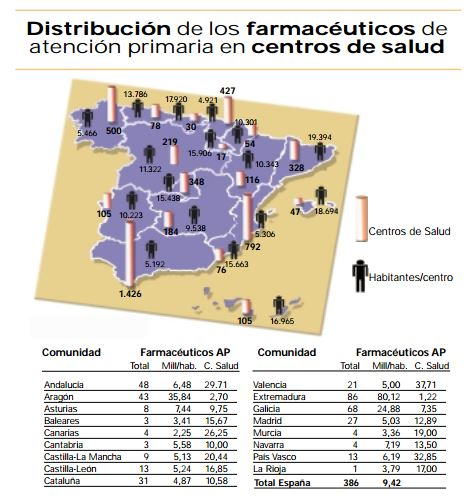 Distribución de los farmacéuticos de
atención primaria en centros de salud
427
13.786
17.920
4.921
10.301
5.466
500
78
30
54
19.394
219
15.906
17
10.343
328
11.322
348
116
15.438
47
18.694
105
10.223
184
9.538
5.306
Centros de Salud
792
5.192
76
15.663
Habitantes/centro
1.426
105
16.965
Comunidad Farmacéuticos AP
Total Mill/hab. C. Salud
Andalucía 48 6,48 29.71
Aragón 43 35,84 2,70
Asturias 8 7,44 9,75
Baleares 3 3,41 15,67
Canarias 4 2,25 26,25
Cantabria 3 5,58 10,00
Castilla-La Mancha 9 5,13 20,44
Castilla-León 13 5,24 16,85
Cataluña 31 4,87 10,58
Comunidad Farmacéuticos AP
Total Mill/hab. C. Salud
Valencia 21 5,00 37,71
Extremadura 86 80,12 1,22
Galicia 68 24,88 7,35
Madrid 27 5,03 12,89
Murcia 4 3,36 19,00
Navarra 4 7,19 13,50
Pais Vasco 13 6,19 32,85
La Rioja 1 3,79 17,00
Total España 386 9,42